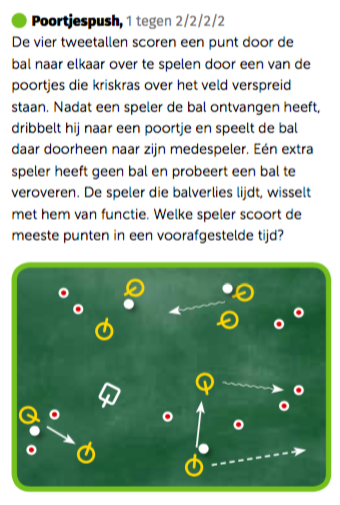 Poortjespush, 1 tegen 2/2/2/2
De vier tweetallen scoren een punt door de
bal naar elkaar over te spelen door een van de
poortjes die kriskras over het veld verspreid
staan. Nadat een speler de bal ontvangen heeft,
dribbelt hij naar een poortje en speelt de bal
daar doorheen naar zijn medespeler. Eén extra
speler heeft geen bal en probeert een bal te
veroveren. De speler die balverlies lijdt, wisselt
met hem van functie. Welke speler scoort de
meeste punten in een voorafgestelde tijd?